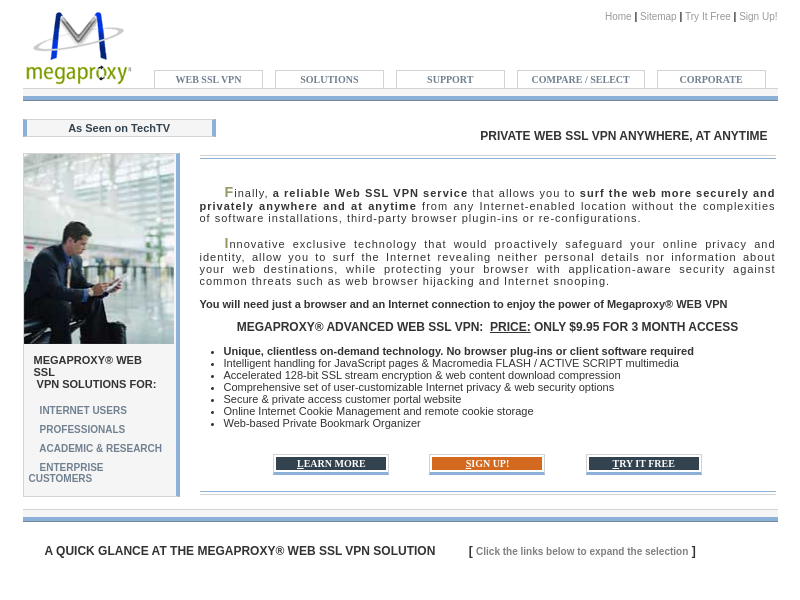 Home | Sitemap | Try It Free | Sign Up!
megaproxy
WEB SSL VPN
SOLUTIONS
SUPPORT
COMPARE / SELECT
CORPORATE
As Seen on TechTV
PRIVATE WEB SSL VPN ANYWHERE, AT ANYTIME
Finally, a reliable Web SSL VPN service that allows you to surf the web more securely and
privately anywhere and at anytime from any Internet-enabled location without the complexities
of software installations, third-party browser plugin-ins or re-configurations.
Innovative exclusive technology that would proactively safeguard your online privacy and
identity, allow you to surf the Internet revealing neither personal details nor information about
your web destinations, while protecting your browser with application-aware security against
common threats such as web browser hijacking and Internet snooping.
You will need just a browser and an Internet connection to enjoy the power of Megaproxy® WEB VPN
MEGAPROXY® ADVANCED WEB SSL VPN: PRICE: ONLY $9.95 FOR 3 MONTH ACCESS
• Unique, clientless on-demand technology. No browser plug-ins or client software required
• Intelligent handling for JavaScript pages & Macromedia FLASH / ACTIVE SCRIPT multimedia
• Accelerated 128-bit SSL stream encryption & web content download compression
• Comprehensive set of user-customizable Internet privacy & web security options
• Secure & private access customer portal website
• Online Internet Cookie Management and remote cookie storage
• Web-based Private Bookmark Organizer
LEARN MORE
SIGN UP!
TRY IT FREE
MEGAPROXY® WEB
SSL
VPN SOLUTIONS FOR:
INTERNET USERS
PROFESSIONALS
ACADEMIC & RESEARCH
ENTERPRISE
CUSTOMERS
A QUICK GLANCE AT THE MEGAPROXY® WEB SSL VPN SOLUTION [ Click the links below to expand the selection ]